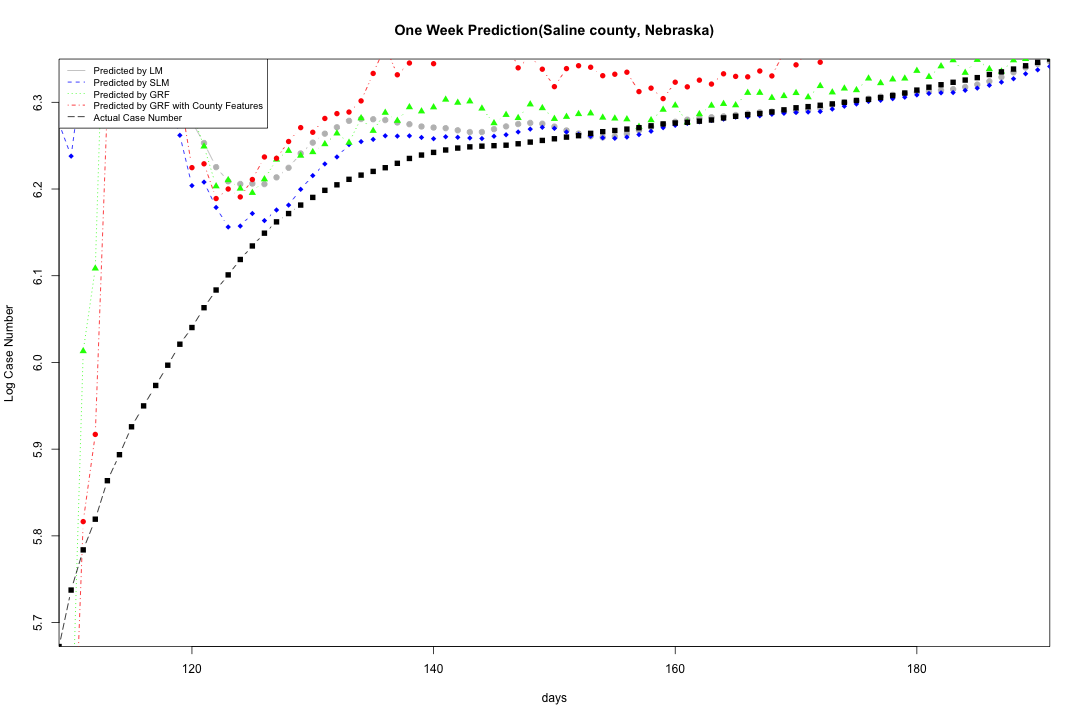 One Week Prediction(Saline county, Nebraska)
Predicted by LM
Predicted by SLM
Predicted by GRF
Predicted by GRF with County Features
Actual Case Number
6.3
6.2
6.1
6.0
5.9
5.8
5.7
Log Case Number
120 140 160 180
days